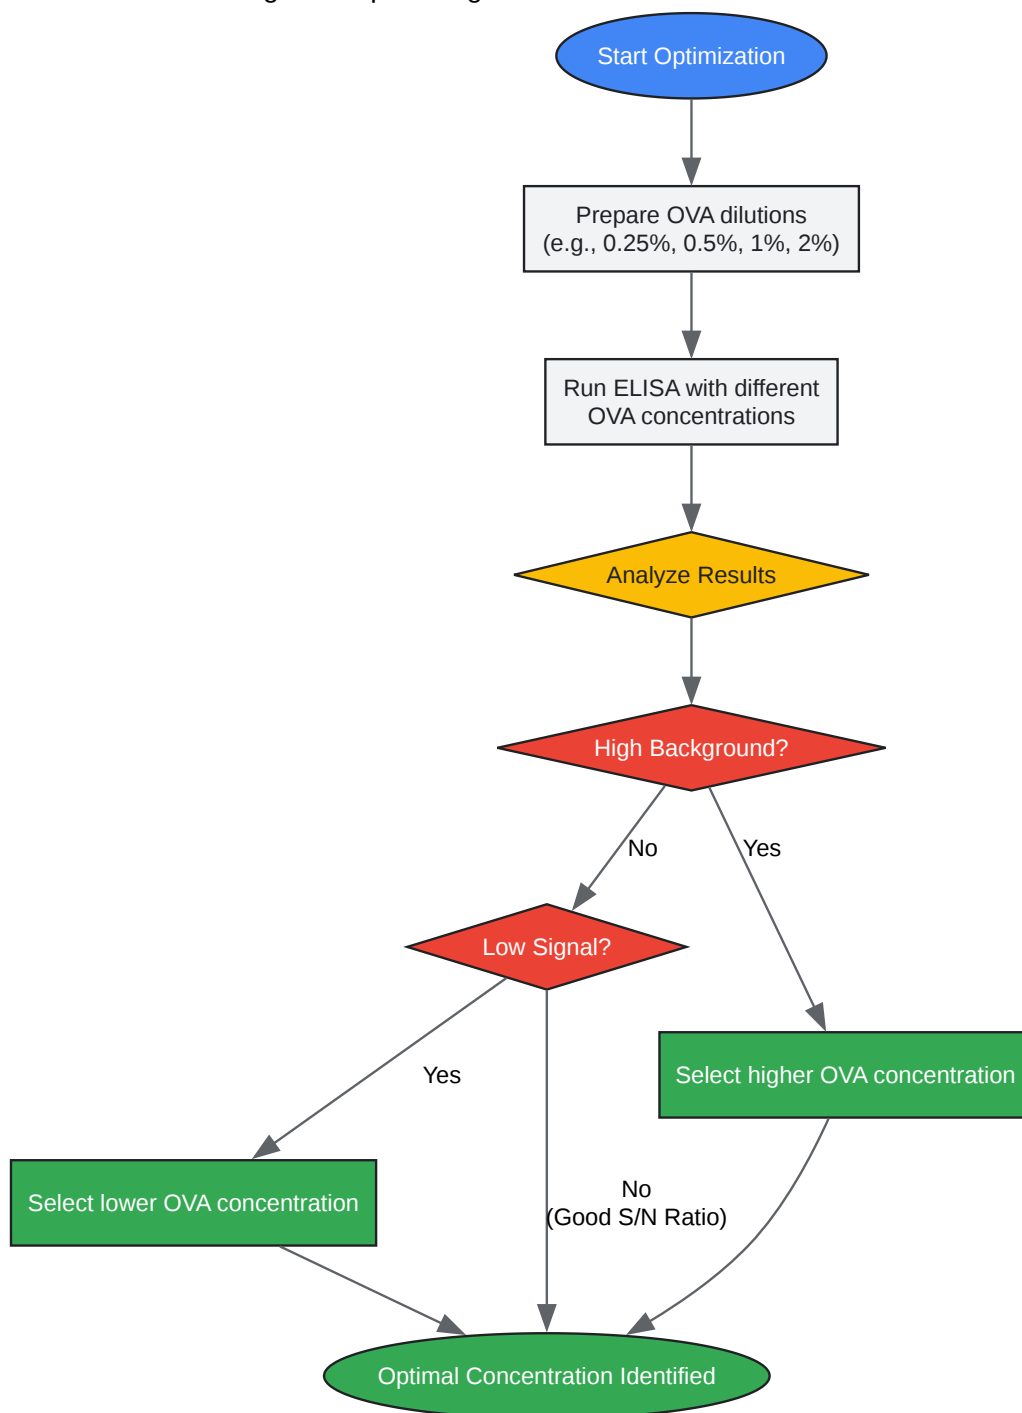 Start Optimization
Prepare OVA dilutions
(e.g., 0.25%, 0.5%, 1%, 2%)
Run ELISA with different
OVA concentrations
Analyze Results
High Background?
No
Yes
Low Signal?
Yes
Select higher OVA concentration
No
(Good S/N Ratio)
Select lower OVA concentration
Optimal Concentration Identified